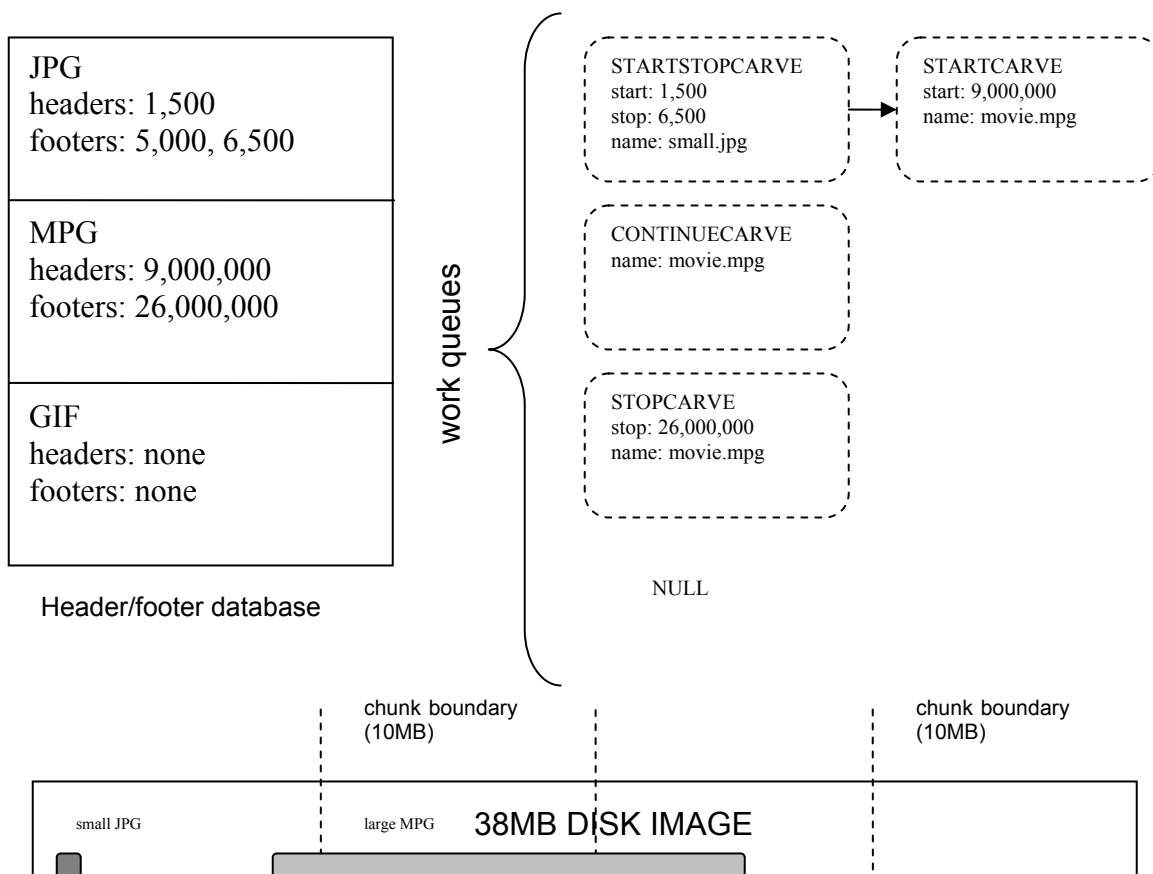 JPG
headers: 1,500
footers: 5,000, 6,500
MPG
headers: 9,000,000
footers: 26,000,000
GIF
headers: none
footers: none
Header/footer database
work queues
STARTSTOPCARVE
start: 1,500
stop: 6,500
name: small.jpg
STARTCARVE
start: 9,000,000
name: movie.mpg
CONTINUECARVE
name: movie.mpg
STOPCARVE
stop: 26,000,000
name: movie.mpg
NULL
chunk boundary
(10MB)
chunk boundary
(10MB)
small JPG
large MPG
38MB DISK IMAGE